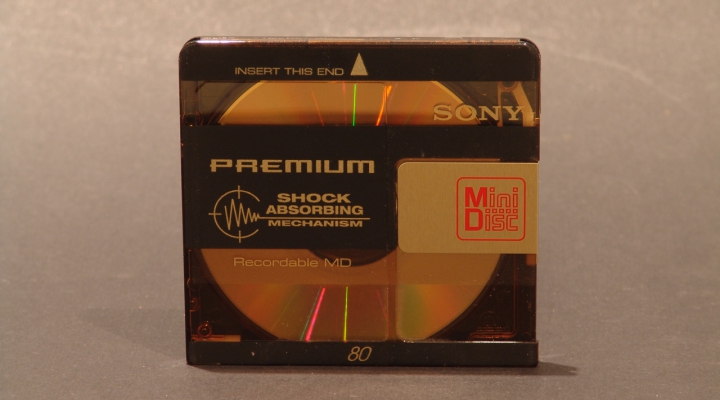 INSERT THIS END
SONY
PREMIUM
SHOCK
ABSORBING
MECHANISM
Mini
Disc
Recordable MD
80